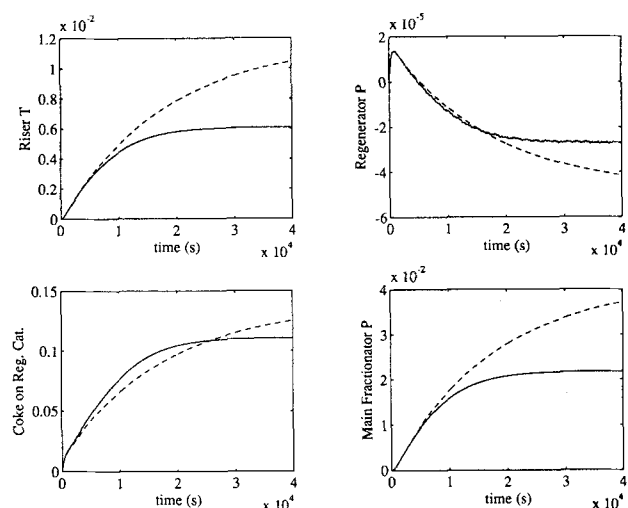 x 10-2
1.2
1
0.8
0.6
0.4
0.2
0
Riser T
0 1 2 3 4
time (s)
x 10 4
x 10-5
2
0
-2
-4
-6
Regenerator P
0 1 2 3 4
time (s)
x 10 4
0.15
0.1
0.05
0
Coke on Reg. Cat.
0 1 2 3 4
time (s)
x 10 4
x 10-2
4
3
2
1
0
Main Fractionator P
0 1 2 3 4
time (s)
x 10 4